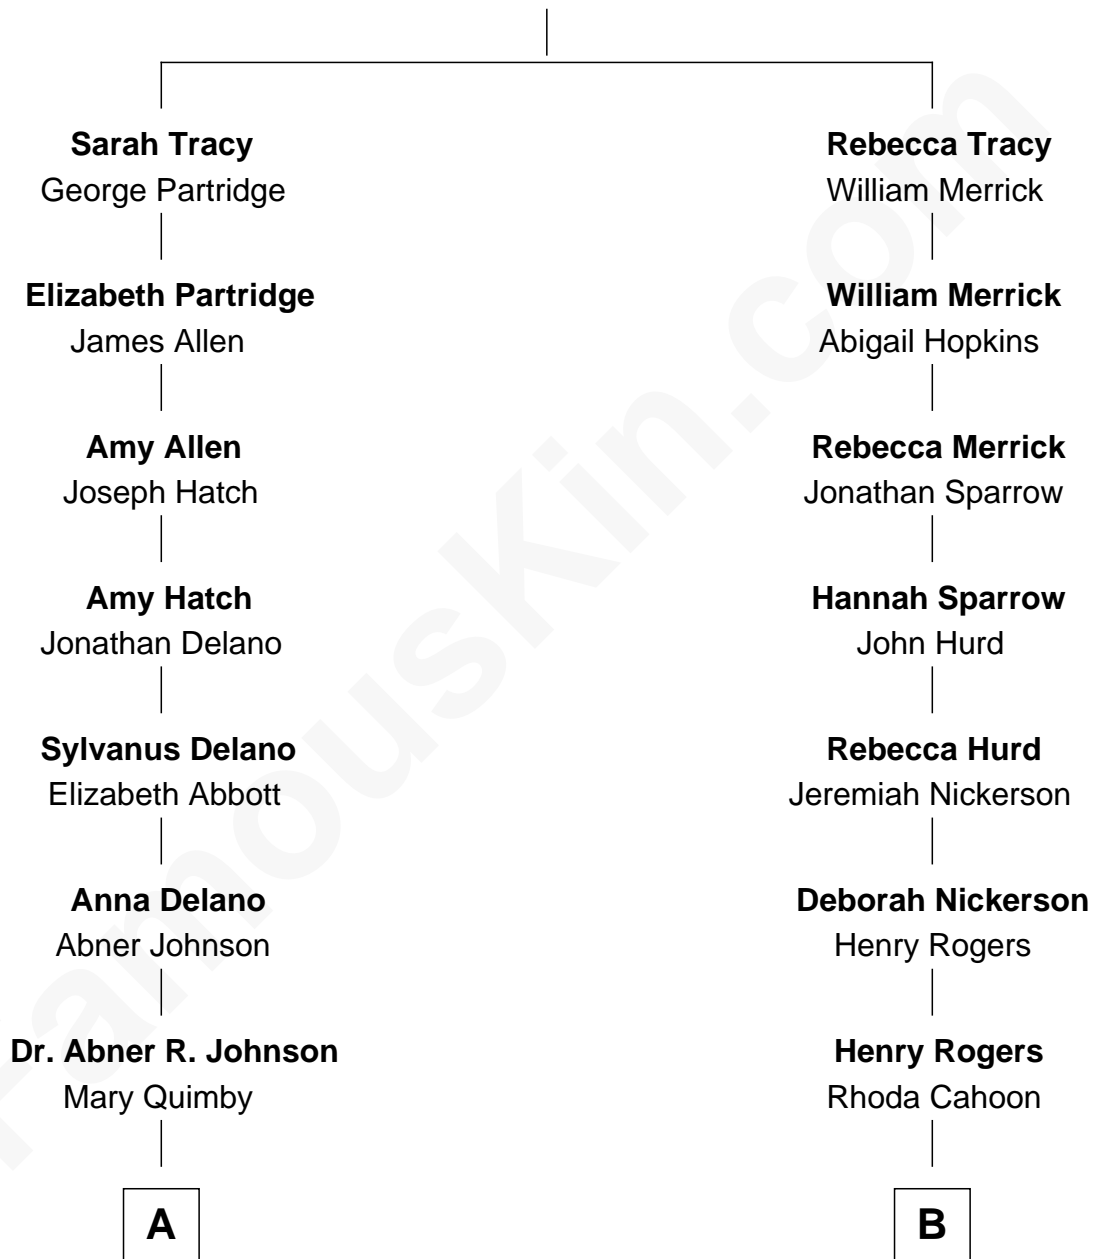 Sarah Tracy
George Partridge
Rebecca Tracy
William Merrick
Elizabeth Partridge
James Allen
William Merrick
Abigail Hopkins
Amy Allen
Joseph Hatch
Rebecca Merrick
Jonathan Sparrow
Amy Hatch
Jonathan Delano
Hannah Sparrow
John Hurd
Sylvanus Delano
Elizabeth Abbott
Rebecca Hurd
Jeremiah Nickerson
Anna Delano
Abner Johnson
Deborah Nickerson
Henry Rogers
Dr. Abner R. Johnson
Mary Quimby
Henry Rogers
Rhoda Cahoon
A
B
FamousKin.com